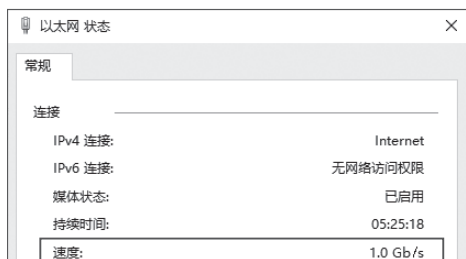 以太网 状态
常规
连接
IPv4 连接: Internet
IPv6 连接: 无网络访问权限
媒体状态: 已启用
持续时间: 05:25:18
速度: 1.0 Gb/s